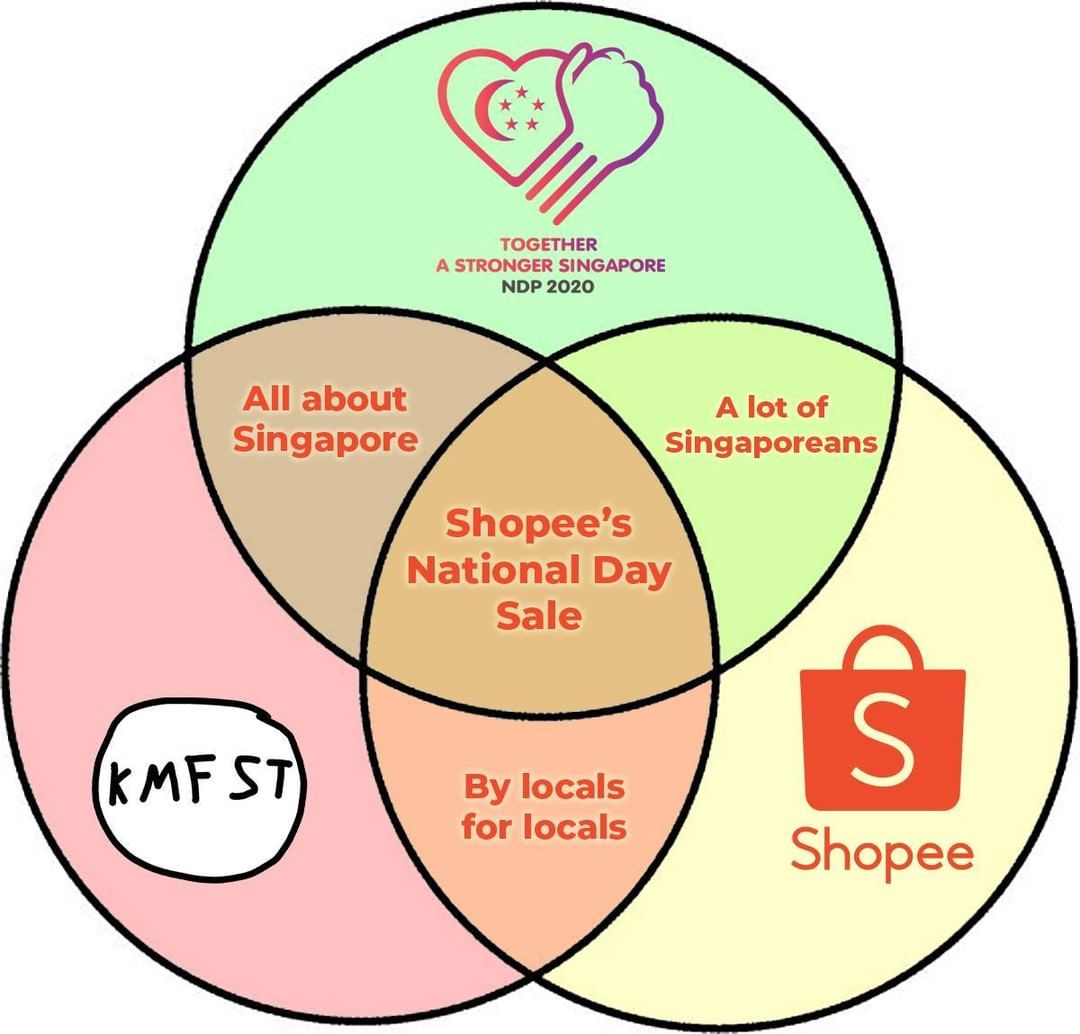 TOGETHER
A STRONGER SINGAPORE
NDP 2020
All about
Singapore
A lot of
Singaporeans
Shopee’s
National Day
Sale
KMFST
S
Shopee
By locals
for locals